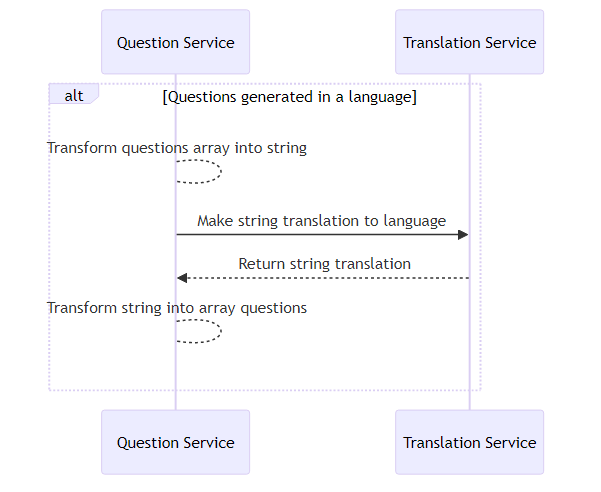 Question Service
Translation Service
alt
[Questions generated in a language]
Transform questions array into string
Make string translation to language
Return string translation
Transform string into array questions
Question Service
Translation Service